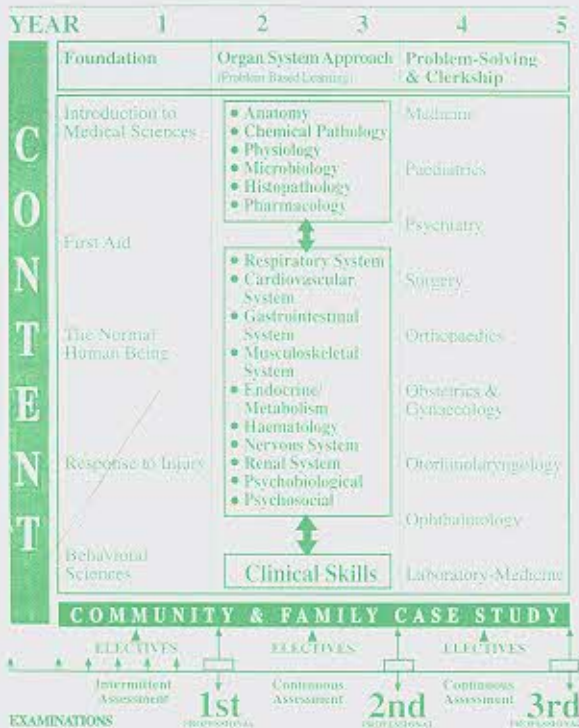 YEAR 1 2 3 4 5
CONTENT
Foundation
Organ System Approach
(Problem Based Learning)
Problem-Solving
& Clerkship
Introduction to
Medical Sciences
First Aid
The Normal
Human Being
Response to Injury
Behavioral
Sciences
• Anatomy
• Chemical Pathology
• Physiology
• Microbiology
• Histopathology
• Pharmacology
• Respiratory System
• Cardiovascular
System
• Gastrointestinal
System
• Musculoskeletal
System
• Endocrine/
Metabolism
• Haematology
• Nervous System
• Renal System
• Psychobiological
• Psychosocial
Clinical Skills
Medicine
Paediatrics
Psychiatry
Surgery
Orthopaedics
Obstetrics &
Gynaecology
Otorhinolaryngology
Ophthalmology
Laboratory-Medicine
COMMUNITY & FAMILY CASE STUDY
ELECTIVES ELECTIVES ELECTIVES
Intermittent
Assessment
1st
PROFESSIONAL
Continuous
Assessment
2nd
PROFESSIONAL
Continuous
Assessment
3rd
PROFESSIONAL
EXAMINATIONS